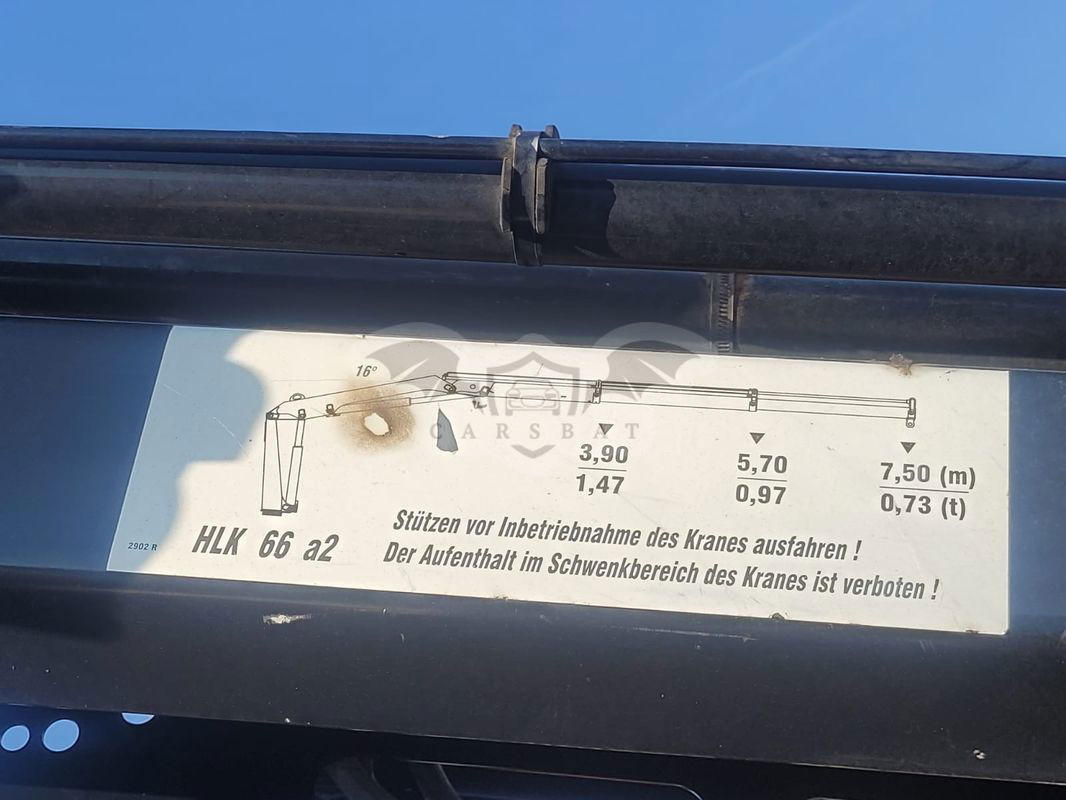 16°
CARSBAT
3,90
1,47
5,70
0,97
7,50 (m)
0,73 (t)
2902 R
HLK 66 a2
Stützen vor Inbetriebnahme des Kranes ausfahren !
Der Aufenthalt im Schwenkbereich des Kranes ist verboten !